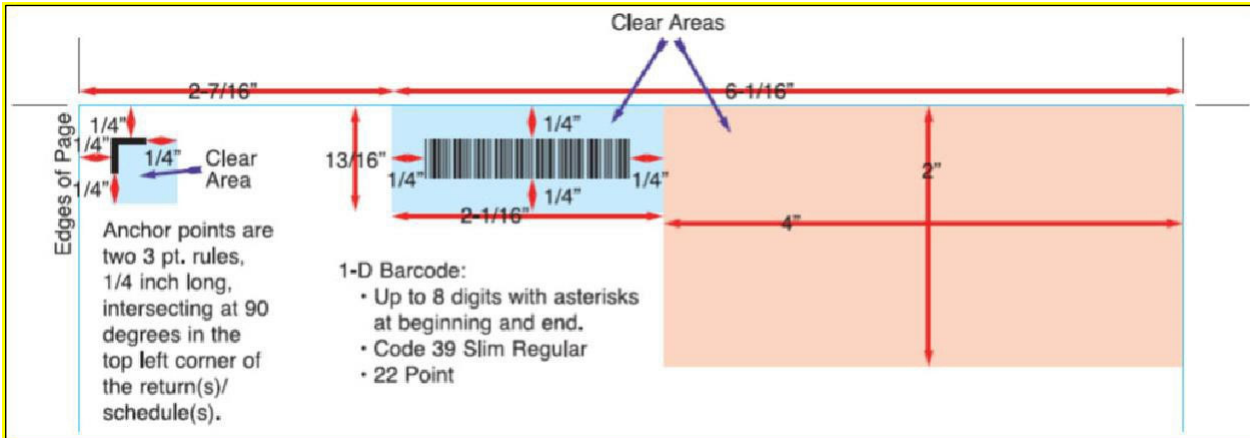 Clear Areas
2-7/16”
6-1/16”
Edges of Page
1/4”
1/4”
1/4”
1/4”
Clear
Area
13/16”
1/4”
1/4”
1/4”
1/4”
2-1/16”
2”
4”
Anchor points are
two 3 pt. rules,
1/4 inch long,
intersecting at 90
degrees in the
top left corner of
the return(s)/
schedule(s).
1-D Barcode:
• Up to 8 digits with asterisks
at beginning and end.
• Code 39 Slim Regular
• 22 Point